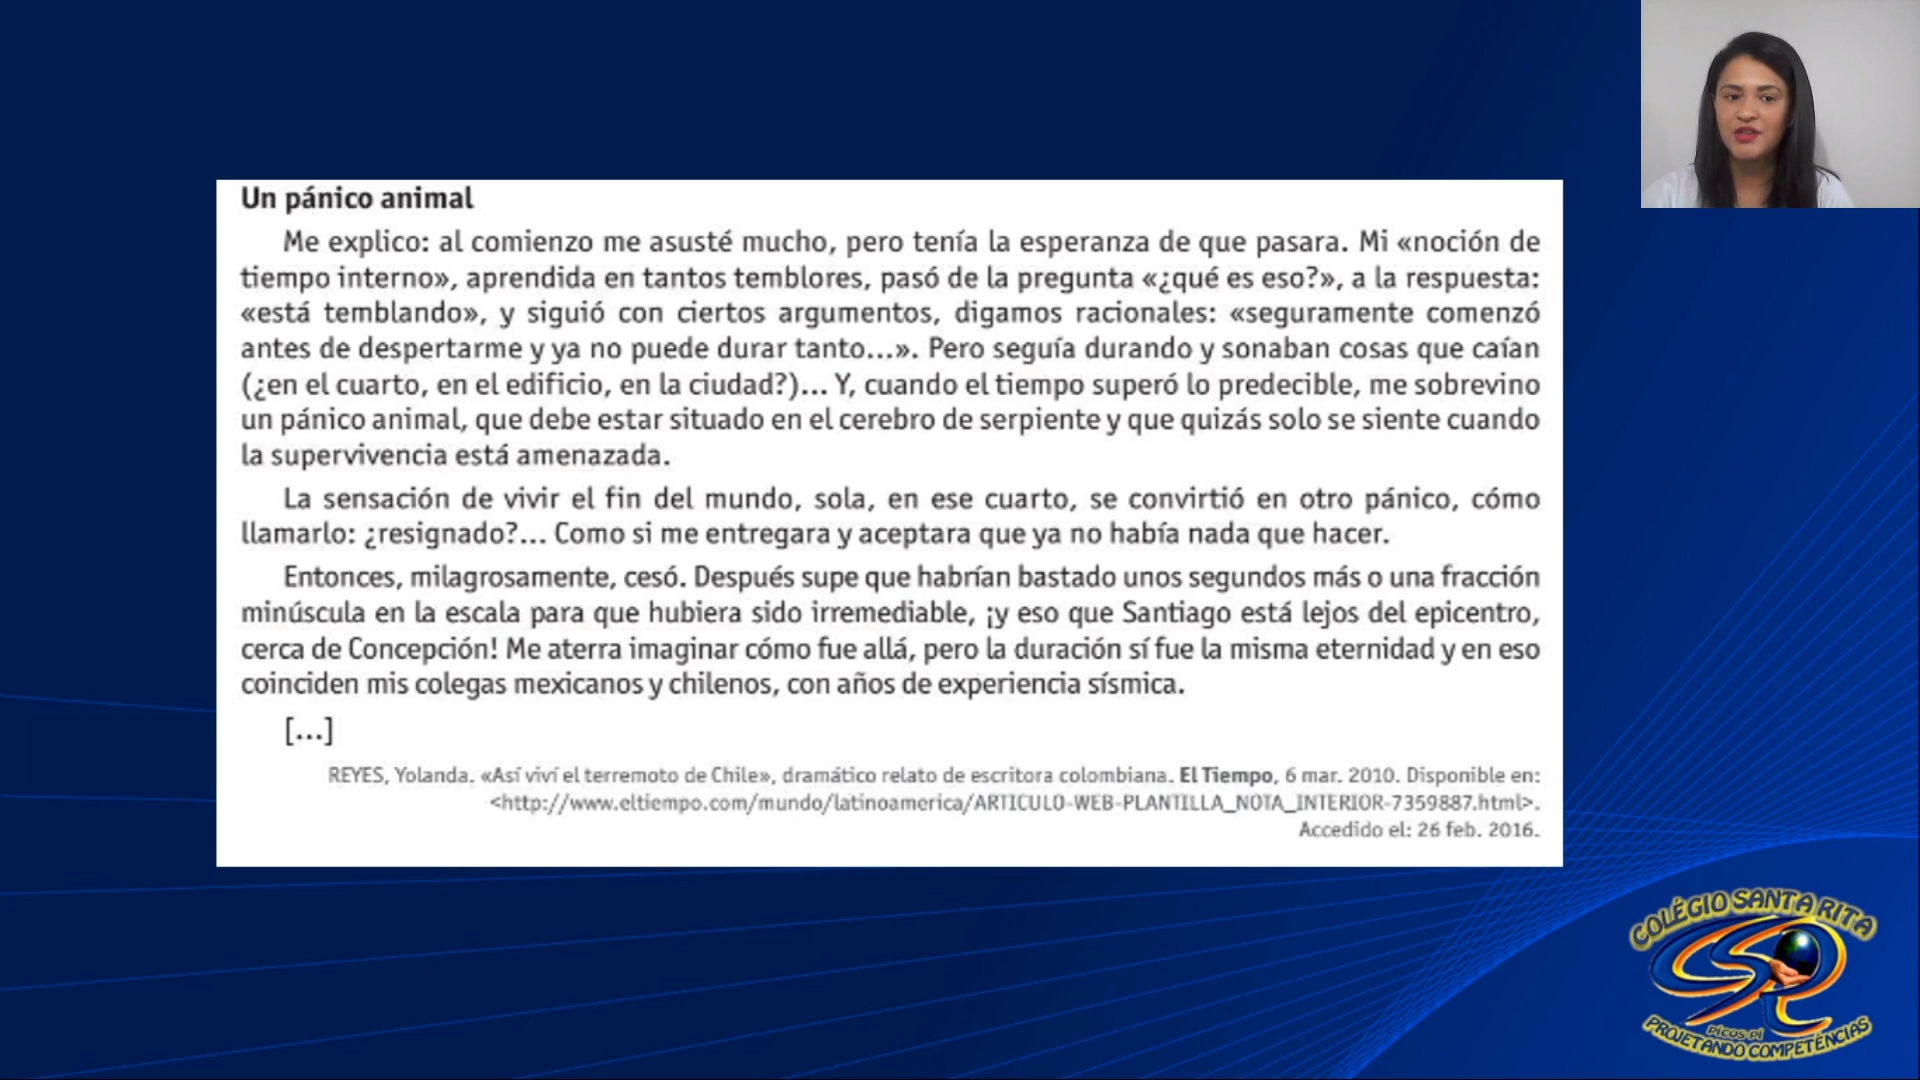 Un pánico animal
Me explico: al comienzo me asusté mucho, pero tenía la esperanza de que pasara. Mi «noción de
tiempo interno», aprendida en tantos temblores, pasó de la pregunta «¿qué es eso?», a la respuesta:
«está temblando», y siguió con ciertos argumentos, digamos racionales: «seguramente comenzó
antes de despertarme y ya no puede durar tanto...». Pero seguía durando y sonaban cosas que caían
(¿en el cuarto, en el edificio, en la ciudad?)... Y, cuando el tiempo superó lo predecible, me sobrevino
un pánico animal, que debe estar situado en el cerebro de serpiente y que quizás solo se siente cuando
la supervivencia está amenazada.
La sensación de vivir el fin del mundo, sola, en ese cuarto, se convirtió en otro pánico, cómo
llamarlo: ¿resignado?... Como si me entregara y aceptara que ya no había nada que hacer.
Entonces, milagrosamente, cesó. Después supe que habrían bastado unos segundos más o una fracción
minúscula en la escala para que hubiera sido irremediable, ¡y eso que Santiago está lejos del epicentro,
cerca de Concepción! Me aterra imaginar cómo fue allá, pero la duración sí fue la misma eternidad y en eso
coinciden mis colegas mexicanos y chilenos, con años de experiencia sísmica.
[...]
REYES, Yolanda. «Así viví el terremoto de Chile», dramático relato de escritora colombiana. El Tiempo, 6 mar. 2010. Disponible en:
<http://www.eltiempo.com/mundo/latinoamerica/ARTICULO-WEB-PLANTILLA_NOTA_INTERIOR-7359887.html>.
Accedido el: 26 feb. 2016.
COLÉGIO SANTA RITA
PICOS-PI
PROJETANDO COMPETÊNCIAS